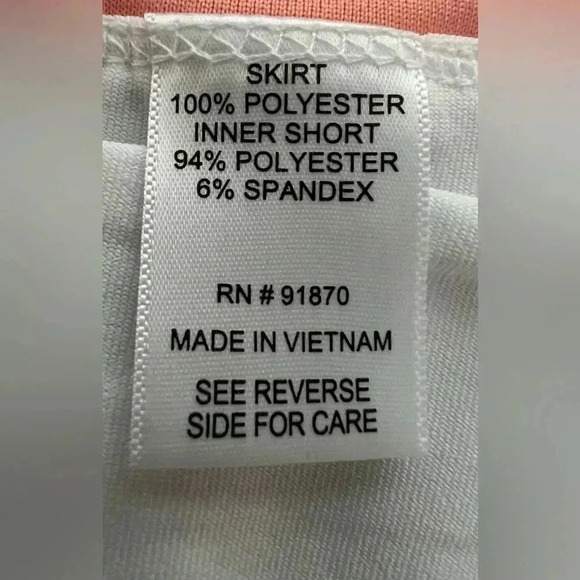 SKIRT
100% POLYESTER
INNER SHORT
94% POLYESTER
6% SPANDEX
RN # 91870
MADE IN VIETNAM
SEE REVERSE
SIDE FOR CARE